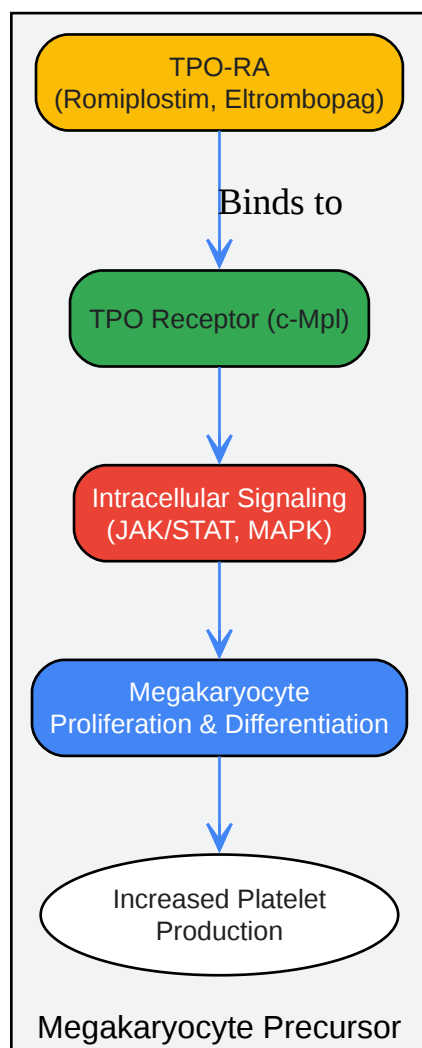 TPO-RA
(Romiplostim, Eltrombopag)
Binds to
TPO Receptor (c-Mpl)
Intracellular Signaling
(JAK/STAT, MAPK)
Megakaryocyte
Proliferation & Differentiation
Increased Platelet
Production
Megakaryocyte Precursor